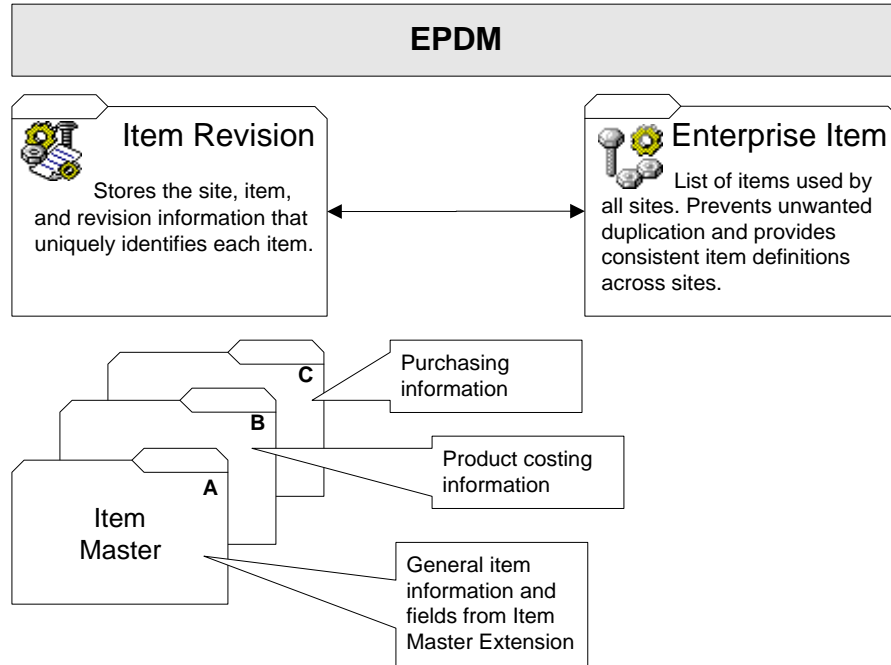 EPDM
Item Revision
Stores the site, item,
and revision information that
uniquely identifies each item.
Enterprise Item
List of items used by
all sites. Prevents unwanted
duplication and provides
consistent item definitions
across sites.
C
Purchasing
information
B
Product costing
information
A
Item
Master
General item
information and
fields from Item
Master Extension